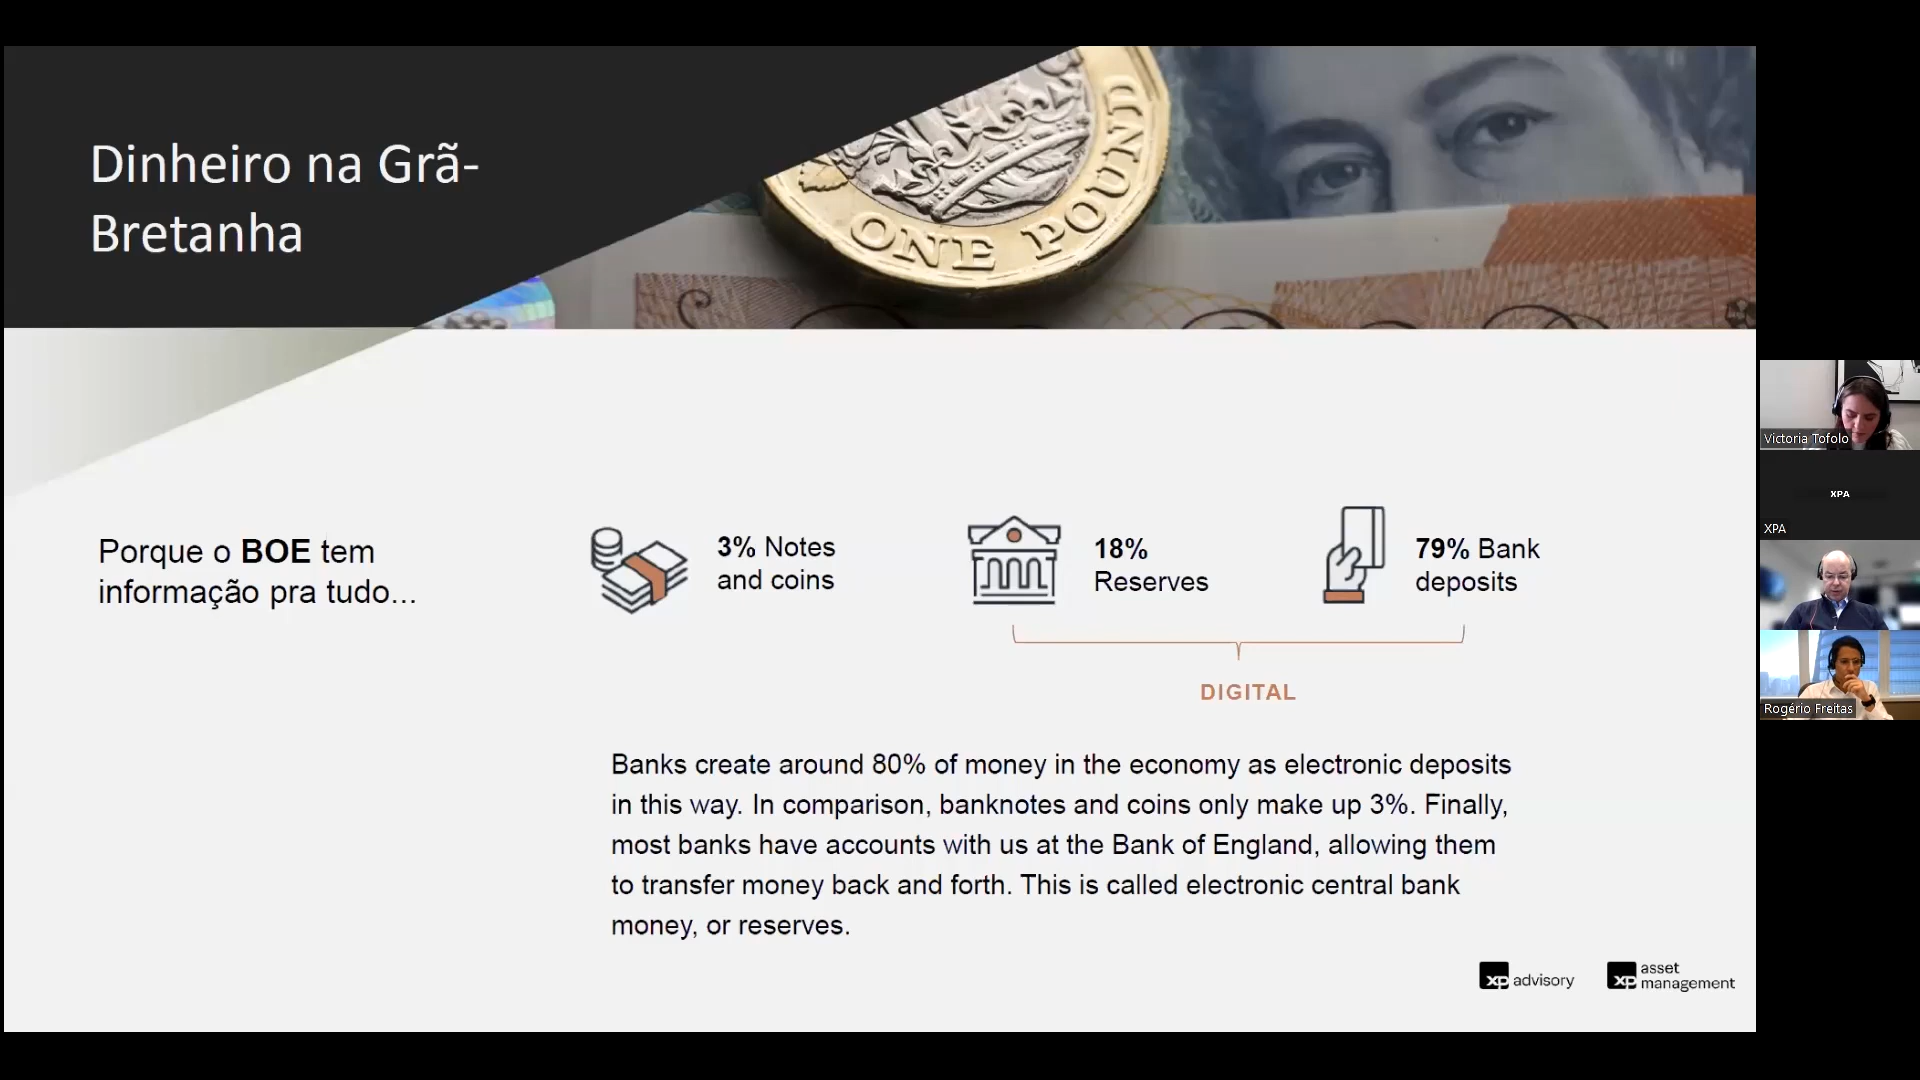 Dinheiro na Grã-
Bretanha
ONE POUND
Porque o BOE tem
informação pra tudo...
3% Notes
and coins
18%
Reserves
79% Bank
deposits
DIGITAL
Banks create around 80% of money in the economy as electronic deposits
in this way. In comparison, banknotes and coins only make up 3%. Finally,
most banks have accounts with us at the Bank of England, allowing them
to transfer money back and forth. This is called electronic central bank
money, or reserves.
xp advisory
xp asset
management
Victoria Tofolo
XPA
XPA
Rogério Freitas